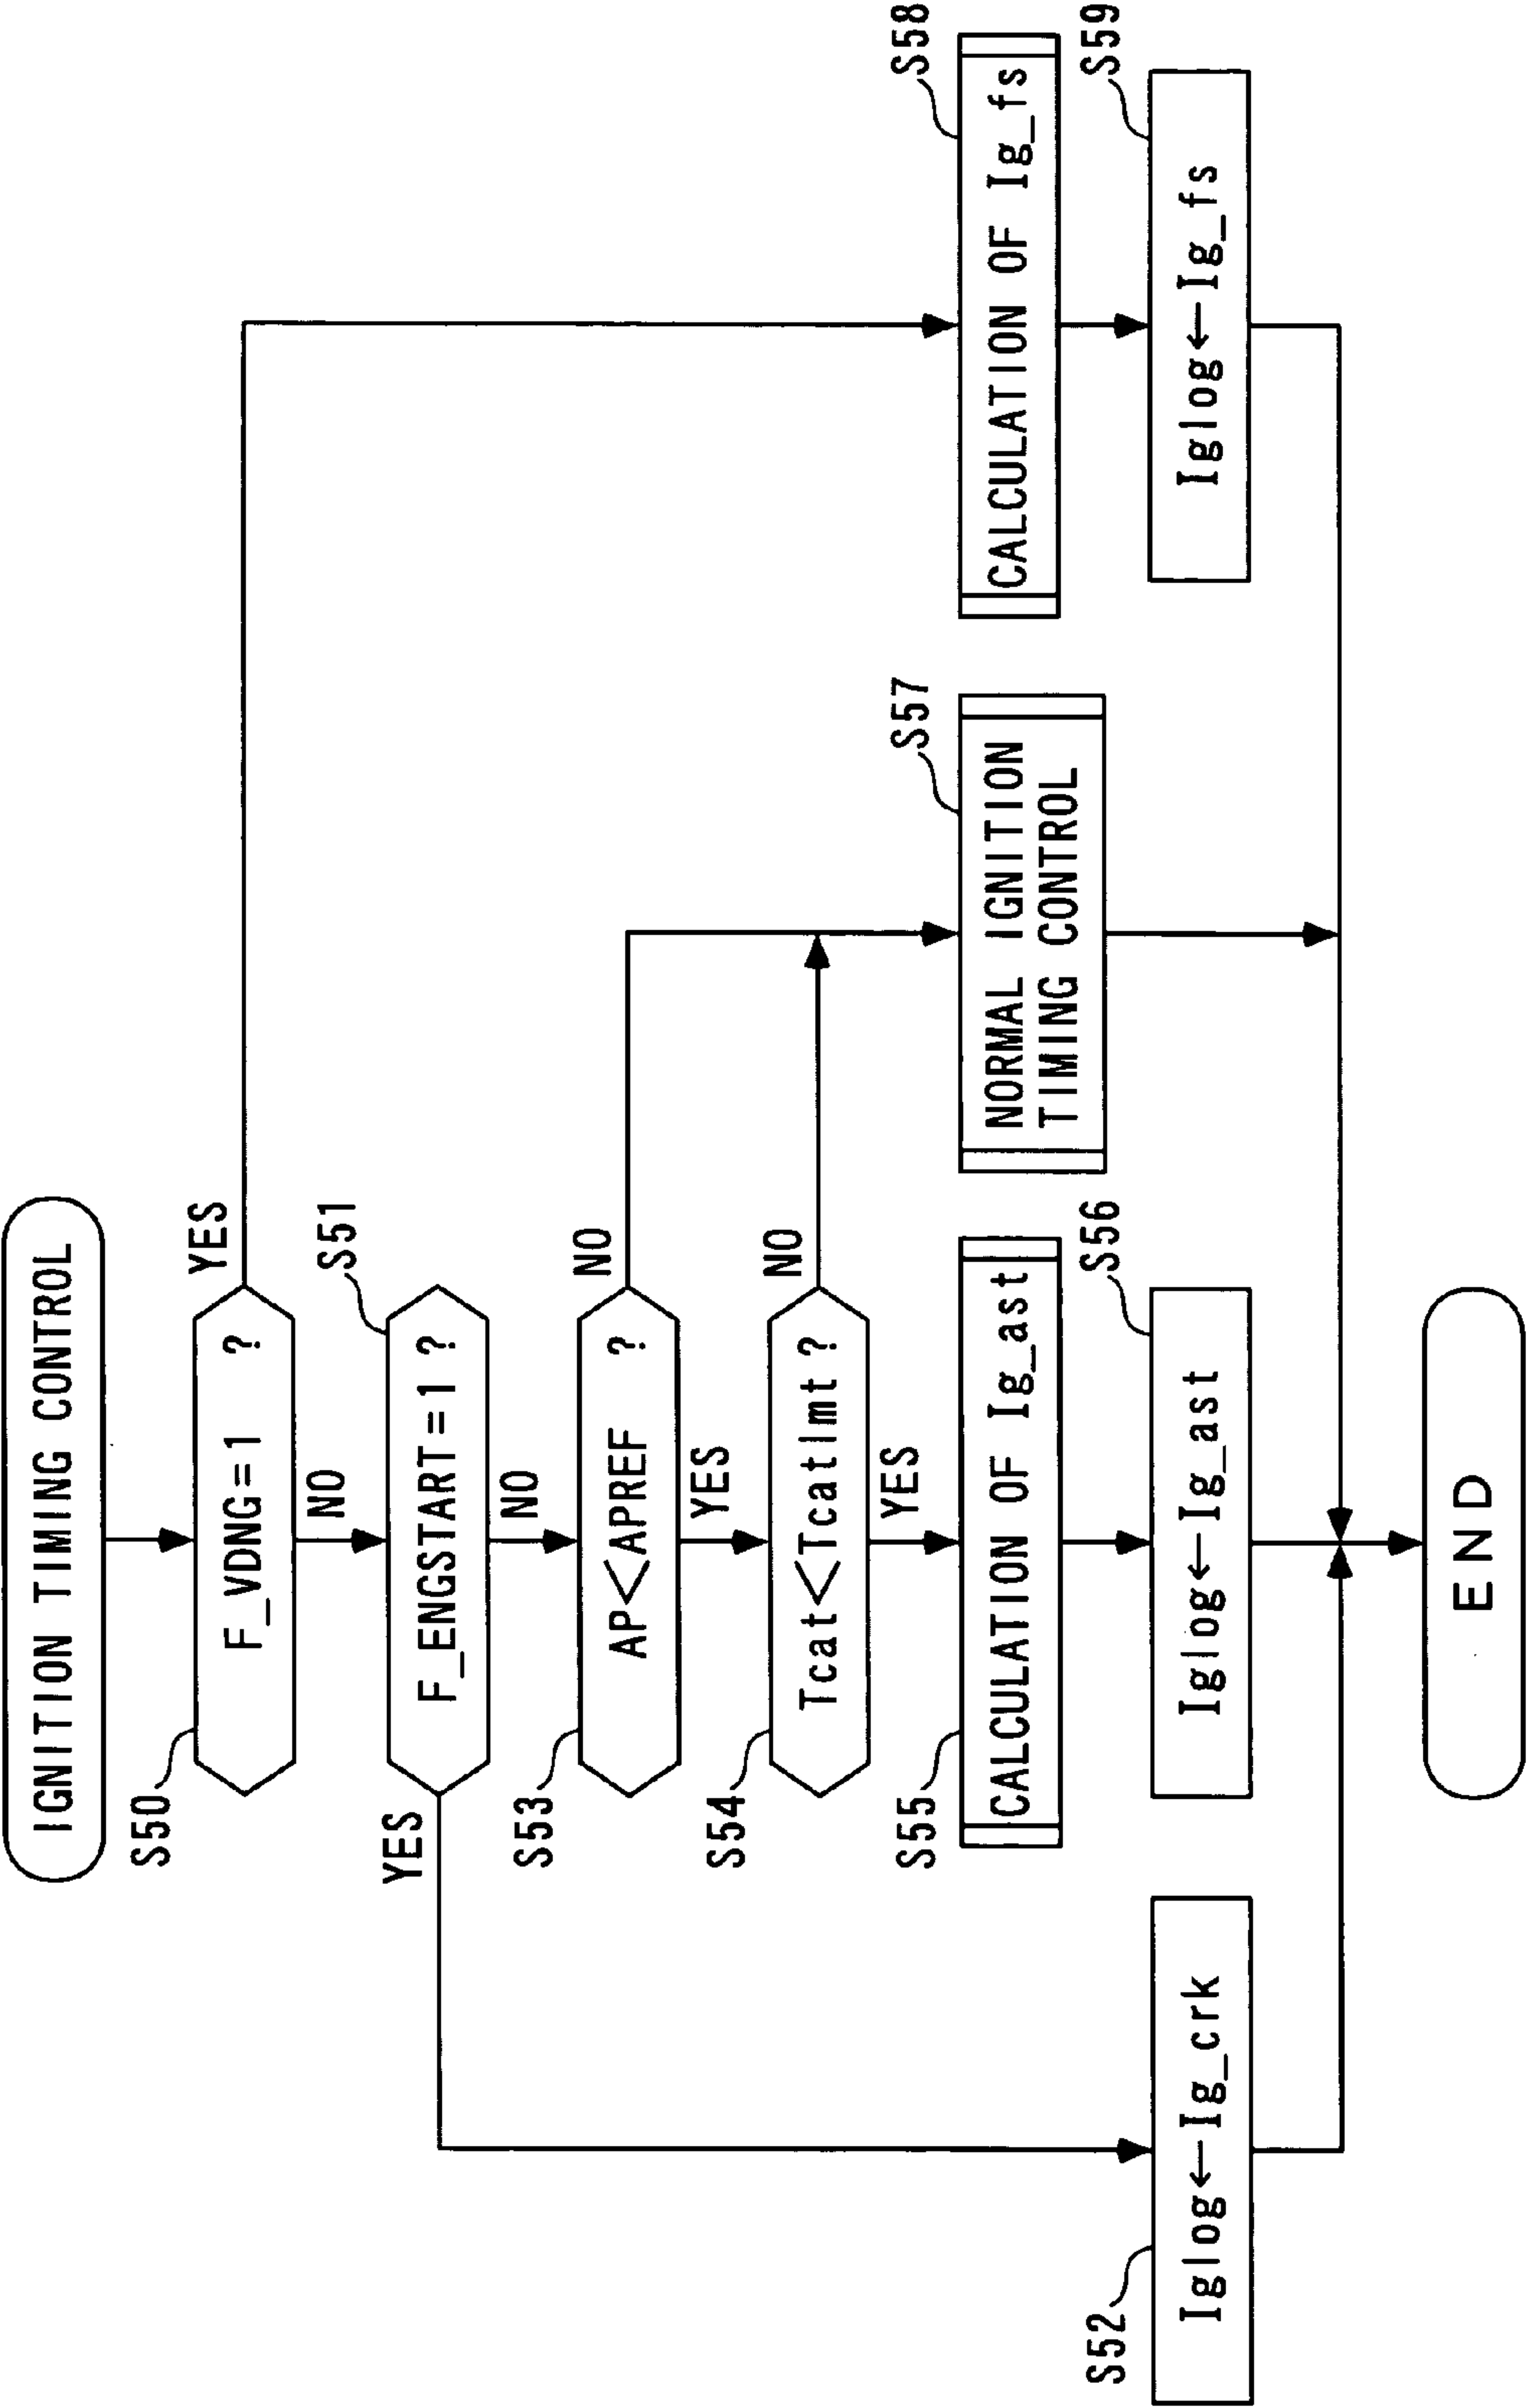 IGNITION TIMING CONTROL
S50
F_VDNG=1 ?
YES
NO
S51
F_ENGSTART=1 ?
YES
NO
S53
AP<APREF ?
NO
YES
S54
Tcat<Tcatlmt ?
NO
YES
S55
CALCULATION OF Ig_ast
S57
NORMAL IGNITION
TIMING CONTROL
S58
CALCULATION OF Ig_fs
S52
Iglog←Ig_crk
S56
Iglog←Ig_ast
S59
Iglog←Ig_fs
END